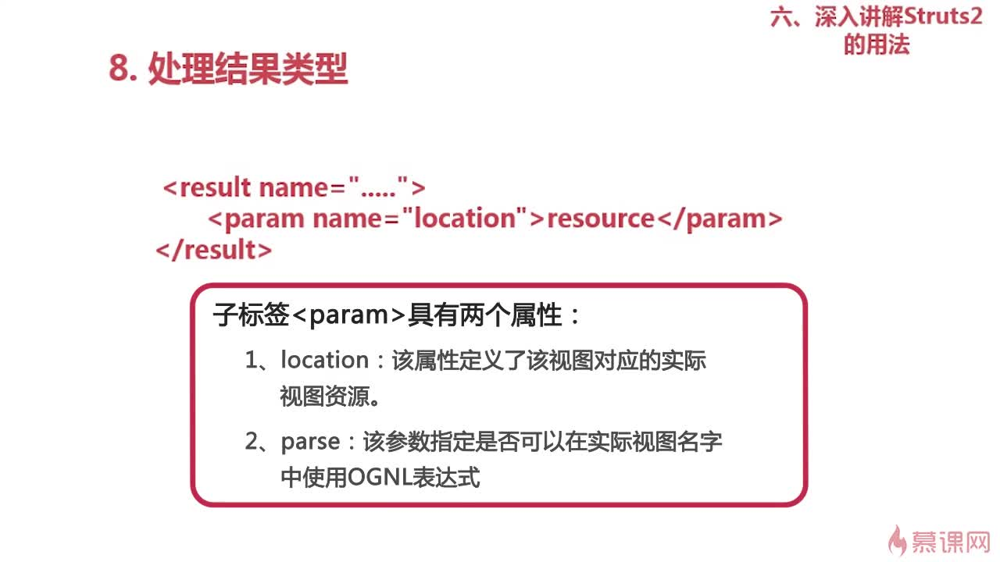 六、深入讲解Struts2
的用法
8. 处理结果类型
<result name=".....">
<param name="location">resource</param>
</result>
子标签<param>具有两个属性：
1、location：该属性定义了该视图对应的实际
视图资源。
2、parse：该参数指定是否可以在实际视图名字
中使用OGNL表达式
慕课网